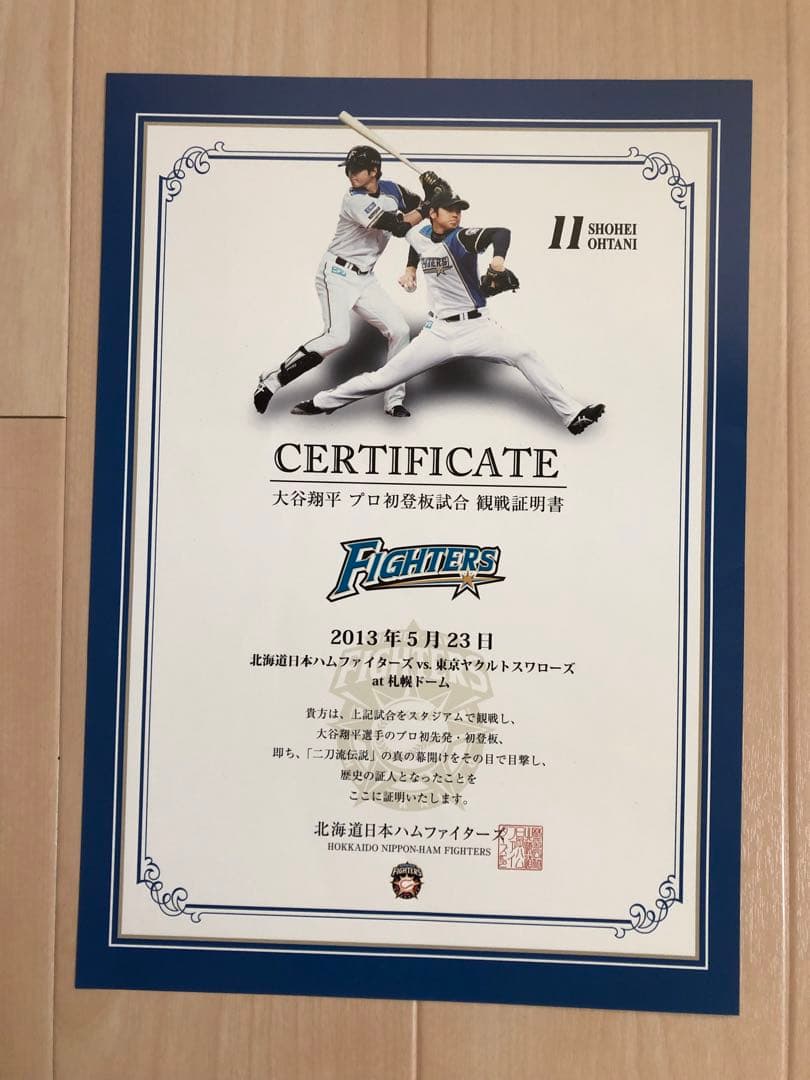 11 SHOHEI
OHTANI
FIGHTERS
CERTIFICATE
大谷翔平 プロ初登板試合 観戦証明書
FIGHTERS
2013年5月23日
北海道日本ハムファイターズ vs. 東京ヤクルトスワローズ
at 札幌ドーム
FIGHTERS
貴方は、上記試合をスタジアムで観戦し、
大谷翔平選手のプロ初先発・初登板、
即ち、「二刀流伝説」の真の幕開けをその目で目撃し、
歴史の証人となったことを
ここに証明いたします。
北海道日本ハムファイターズ
HOKKAIDO NIPPON-HAM FIGHTERS
FIGHTERS